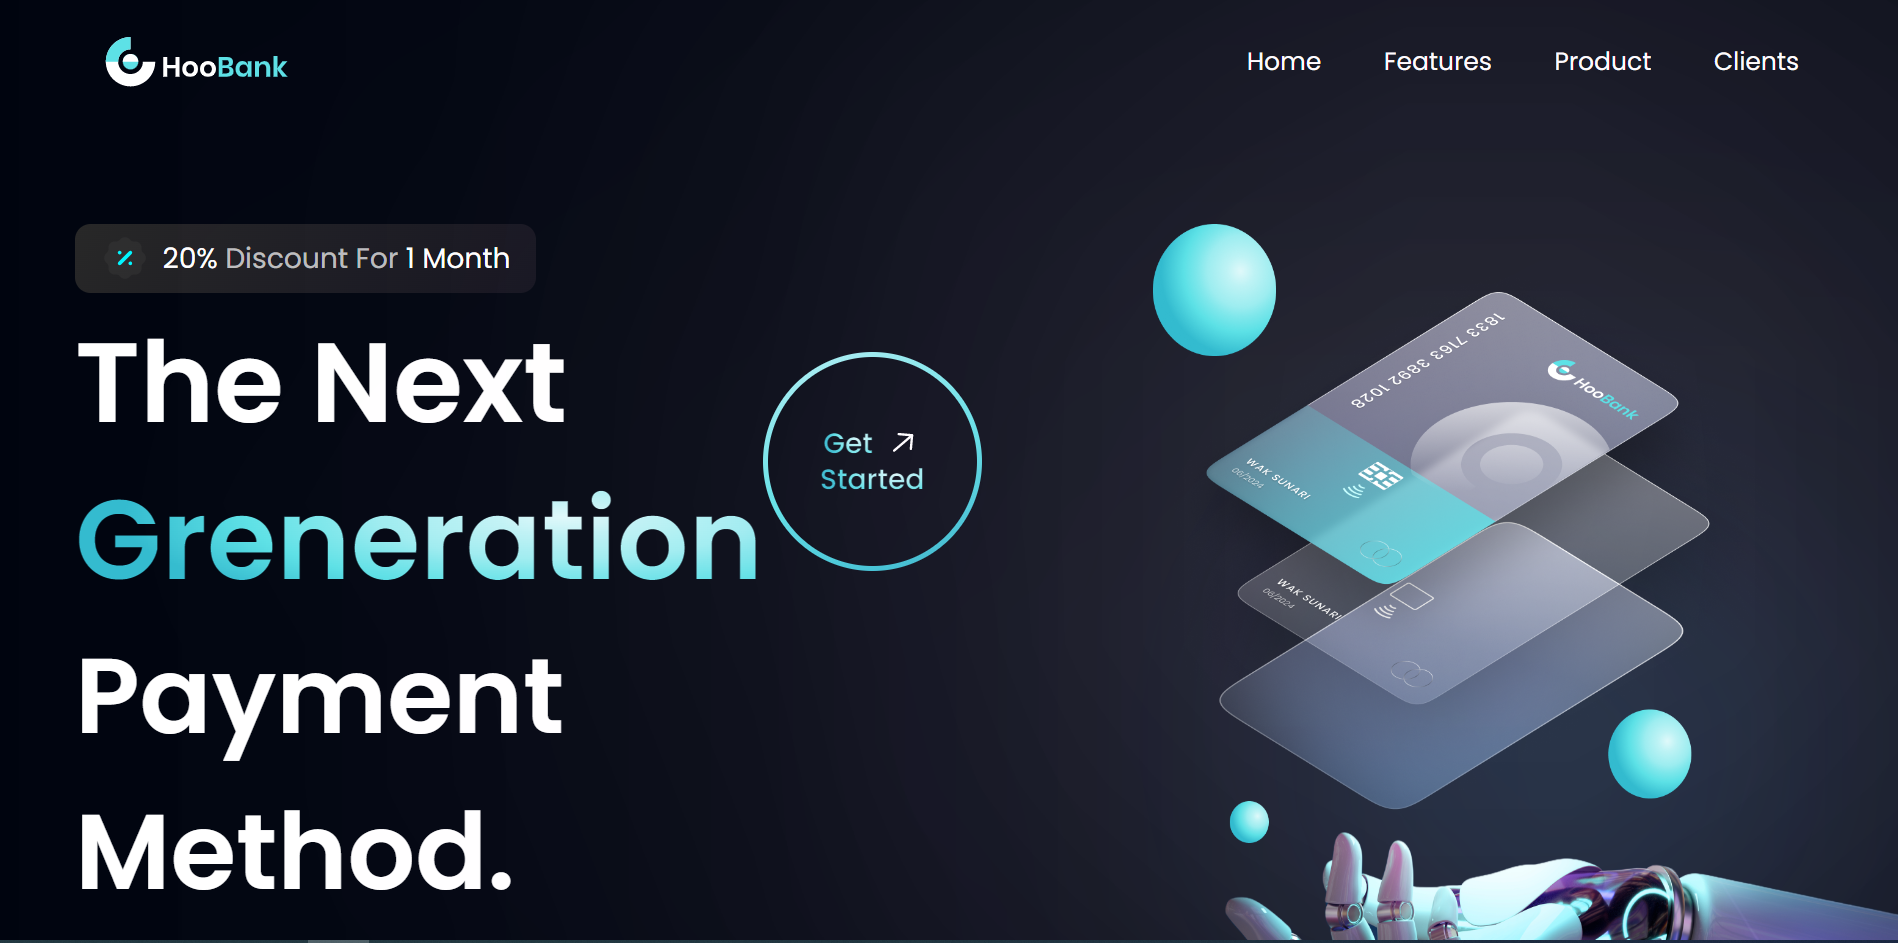 HooBank
Home Features Product Clients
20% Discount For 1 Month
The Next
Greneration
Payment
Method.
Get
Started
1833 7163 3892 1028
HooBank
WAK SUNARI
06/2024
WAK SUNARI
06/2024